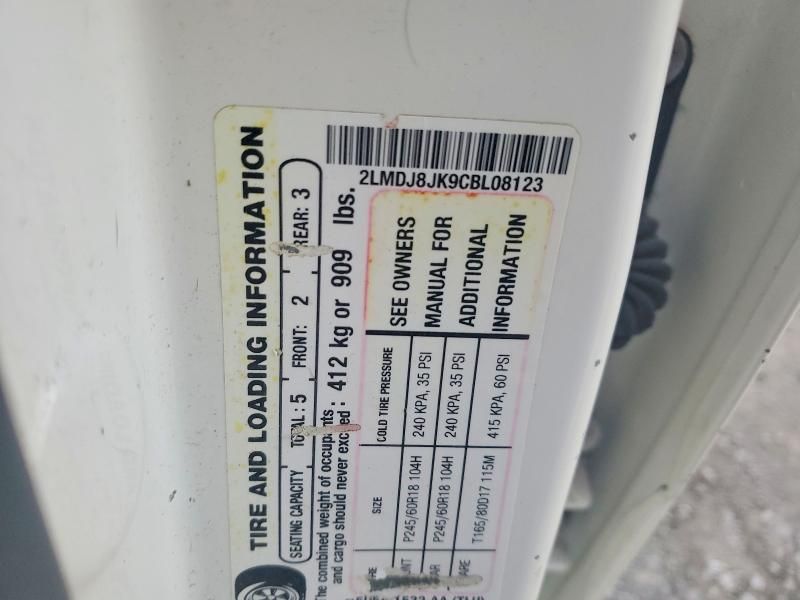 TIRE AND LOADING INFORMATION
SEATING CAPACITY TOTAL: 5 FRONT: 2 REAR: 3
The combined weight of occupants
and cargo should never exceed : 412 kg or 909 lbs.
SIZE COLD TIRE PRESSURE SEE OWNERS
P245/60R18 104H 240 KPA, 35 PSI MANUAL FOR
P245/60R18 104H 240 KPA, 35 PSI ADDITIONAL
T165/80D17 115M 415 KPA, 60 PSI INFORMATION
2LMDJ8JK9CBL08123